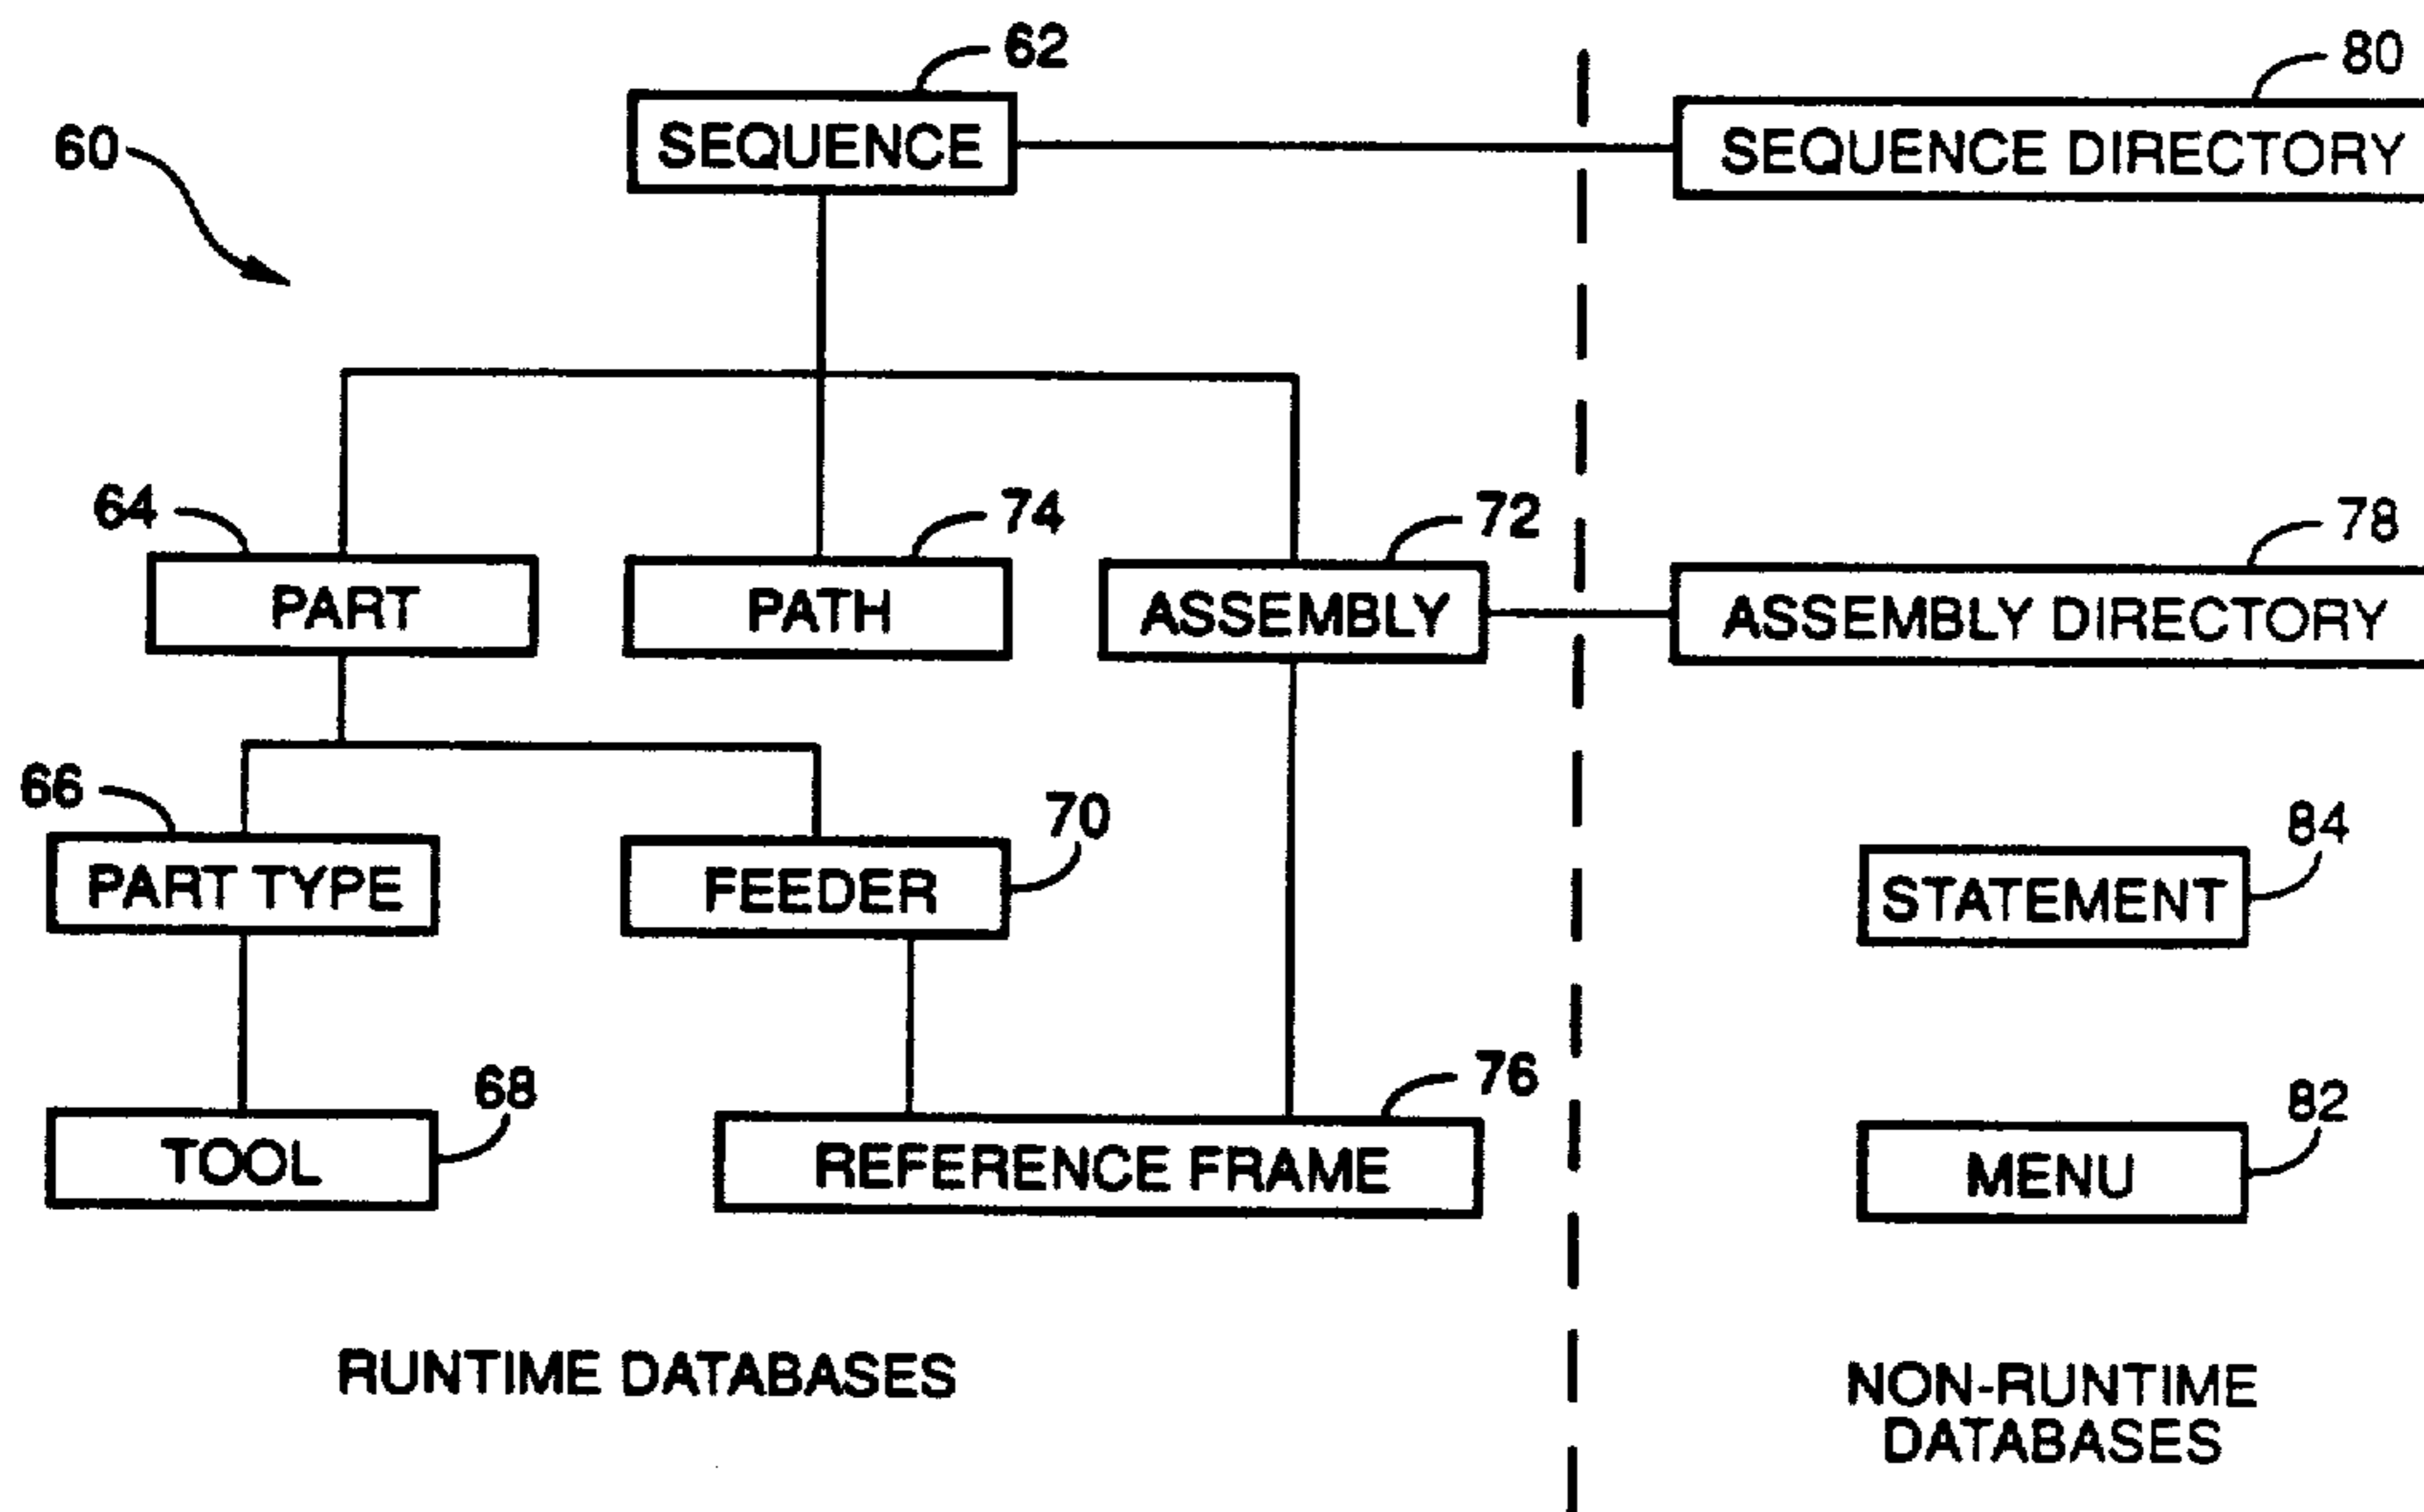 62
80
60
SEQUENCE
SEQUENCE DIRECTORY
64
74
72
78
PART
PATH
ASSEMBLY
ASSEMBLY DIRECTORY
66
70
84
PART TYPE
FEEDER
STATEMENT
68
76
82
TOOL
REFERENCE FRAME
MENU
RUNTIME DATABASES
NON-RUNTIME
DATABASES